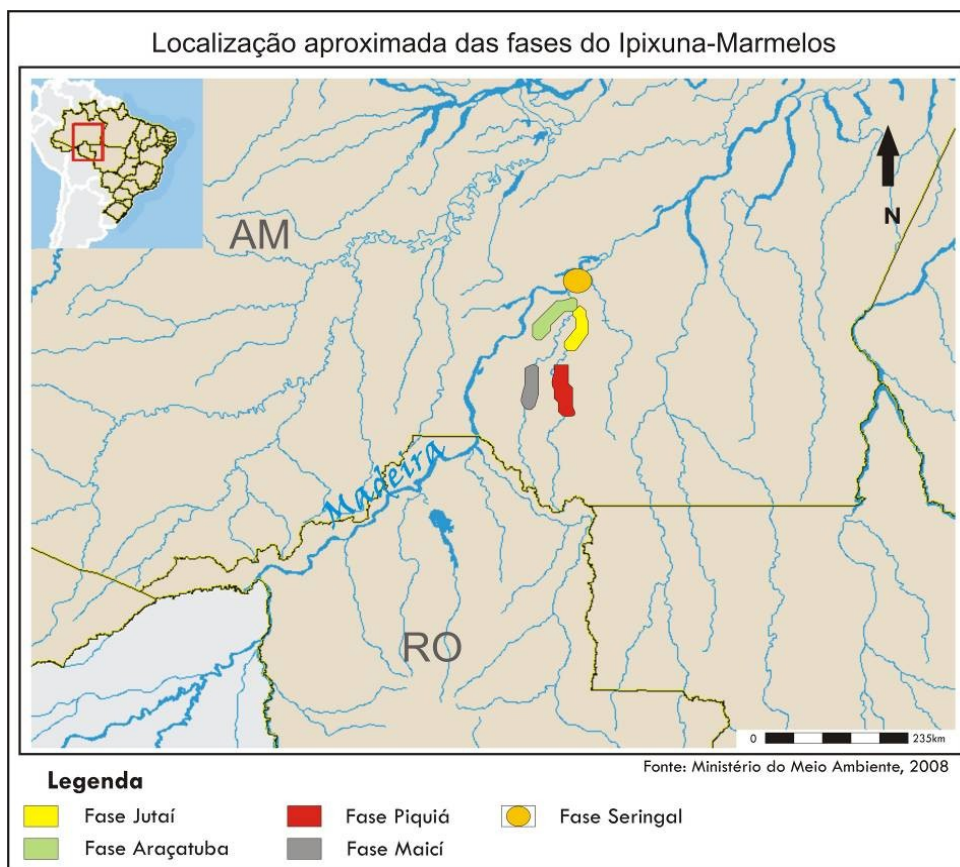 Localização aproximada das fases do Ipixuna-Marmelos
AM
N
Madeira
RO
0 235km
Fonte: Ministério do Meio Ambiente, 2008
Legenda
Fase Jutaí
Fase Piquiá
Fase Seringal
Fase Araçatuba
Fase Maicí